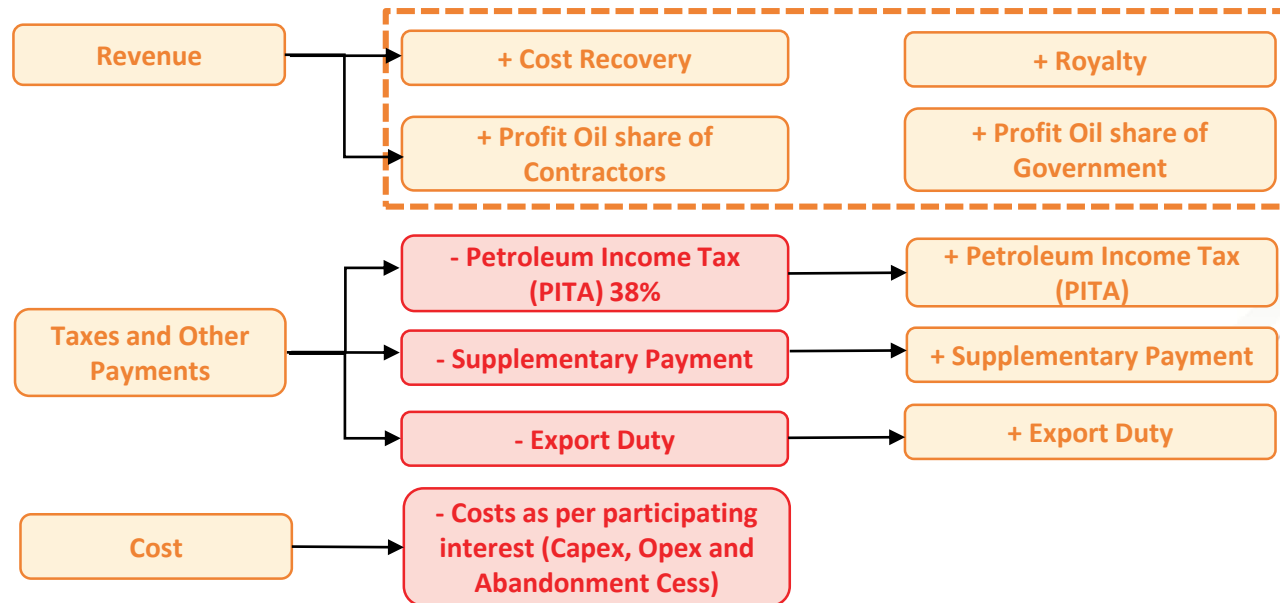 Revenue
+ Cost Recovery
+ Royalty
+ Profit Oil share of
Contractors
+ Profit Oil share of
Government
Taxes and Other
Payments
- Petroleum Income Tax
(PITA) 38%
+ Petroleum Income Tax
(PITA)
- Supplementary Payment
+ Supplementary Payment
- Export Duty
+ Export Duty
Cost
- Costs as per participating
interest (Capex, Opex and
Abandonment Cess)